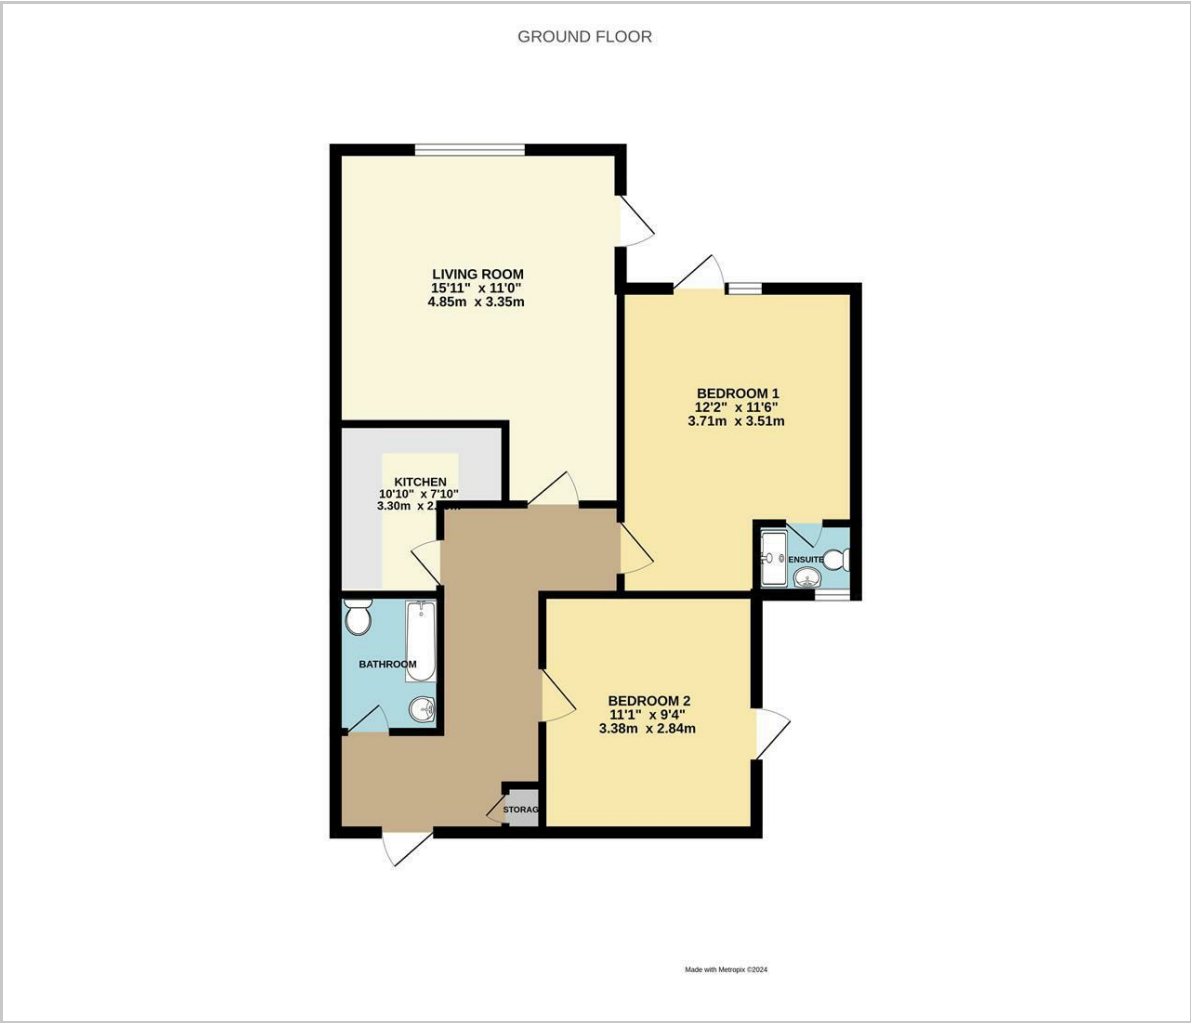 GROUND FLOOR
LIVING ROOM
15'11" x 11'0"
4.85m x 3.35m
BEDROOM 1
12'2" x 11'6"
3.71m x 3.51m
KITCHEN
10'10" x 7'10"
3.30m x
ENSUITE
BATHROOM
BEDROOM 2
11'1" x 9'4"
3.38m x 2.84m
STORAG
Made with Metropix ©2024